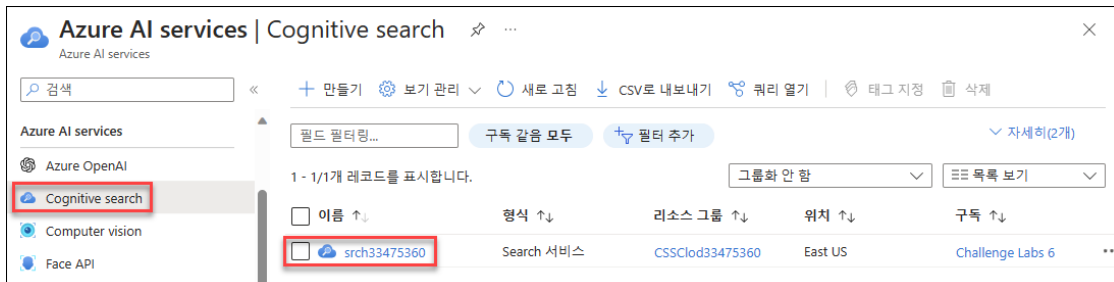 Azure AI services | Cognitive search ...
Azure AI services
검색 «
+ 만들기 보기 관리 새로 고침 CSV로 내보내기 쿼리 열기 태그 지정 삭제
Azure AI services
필드 필터링... 구독 같음 모두 필터 추가 자세히(2개)
Azure OpenAI
1 - 1/1개 레코드를 표시합니다. 그룹화 안 함 목록 보기
Cognitive search
이름 ↑↓ 형식 ↑↓ 리소스 그룹 ↑↓ 위치 ↑↓ 구독 ↑↓
Computer vision
srch33475360 Search 서비스 CSSClod33475360 East US Challenge Labs 6
Face API